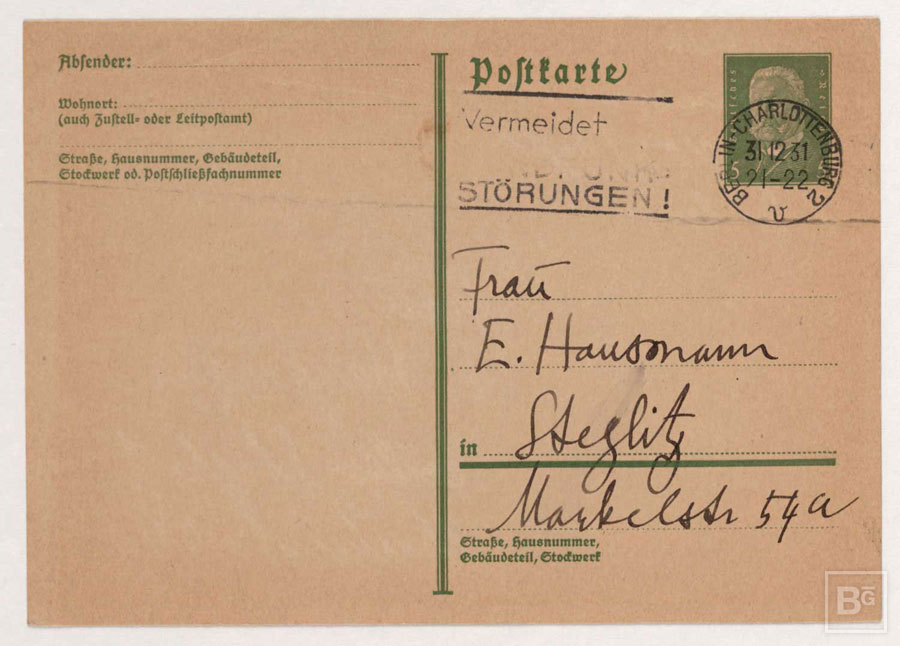 Absender:
Wohnort:
(auch Zustell- oder Leitpostamt)
Straße, Hausnummer, Gebäudeteil,
Stockwerk od. Postschließfachnummer
Postkarte
Vermeidet
STÖRUNGEN!
BERLIN-CHARLOTTENBURG 2
31.12.31
21-22
v
Frau
E. Hausmann
in Steglitz
Markelstr 54a
Straße, Hausnummer,
Gebäudeteil, Stockwerk
BG